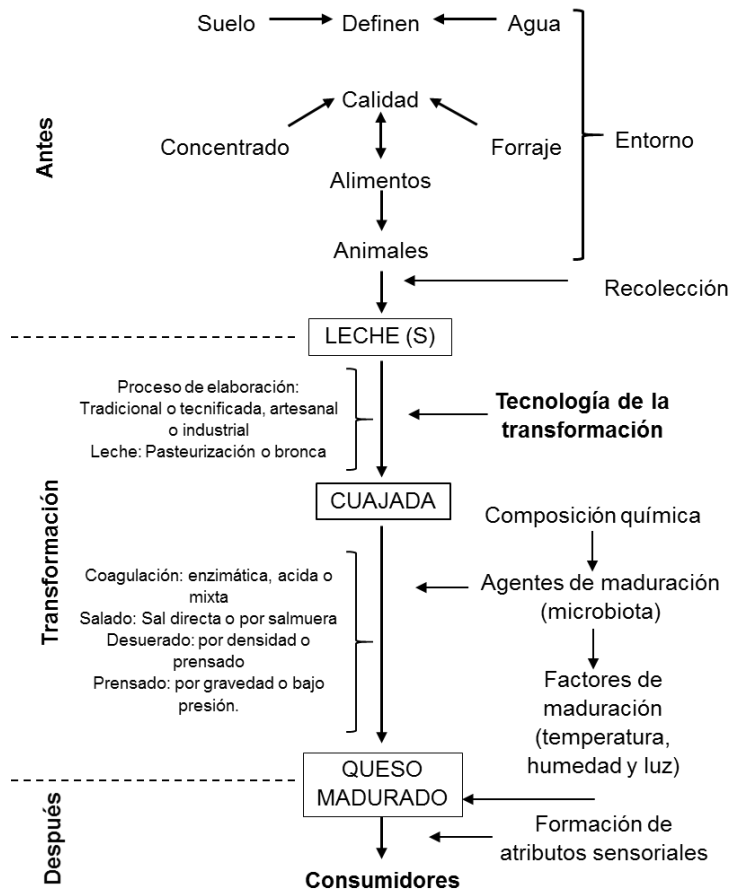 Suelo
Definen
Agua
Antes
Calidad
Concentrado
Forraje
Entorno
Alimentos
Animales
Recolección
LECHE (S)
Proceso de elaboración:
Tradicional o tecnificada, artesanal
o industrial
Leche: Pasteurización o bronca
Tecnología de la
transformación
CUAJADA
Transformación
Composición química
Coagulación: enzimática, acida o
mixta
Salado: Sal directa o por salmuera
Desuerado: por densidad o
prensado
Prensado: por gravedad o bajo
presión.
Agentes de maduración
(microbiota)
Factores de
maduración
(temperatura,
humedad y luz)
QUESO
MADURADO
Después
Formación de
atributos sensoriales
Consumidores